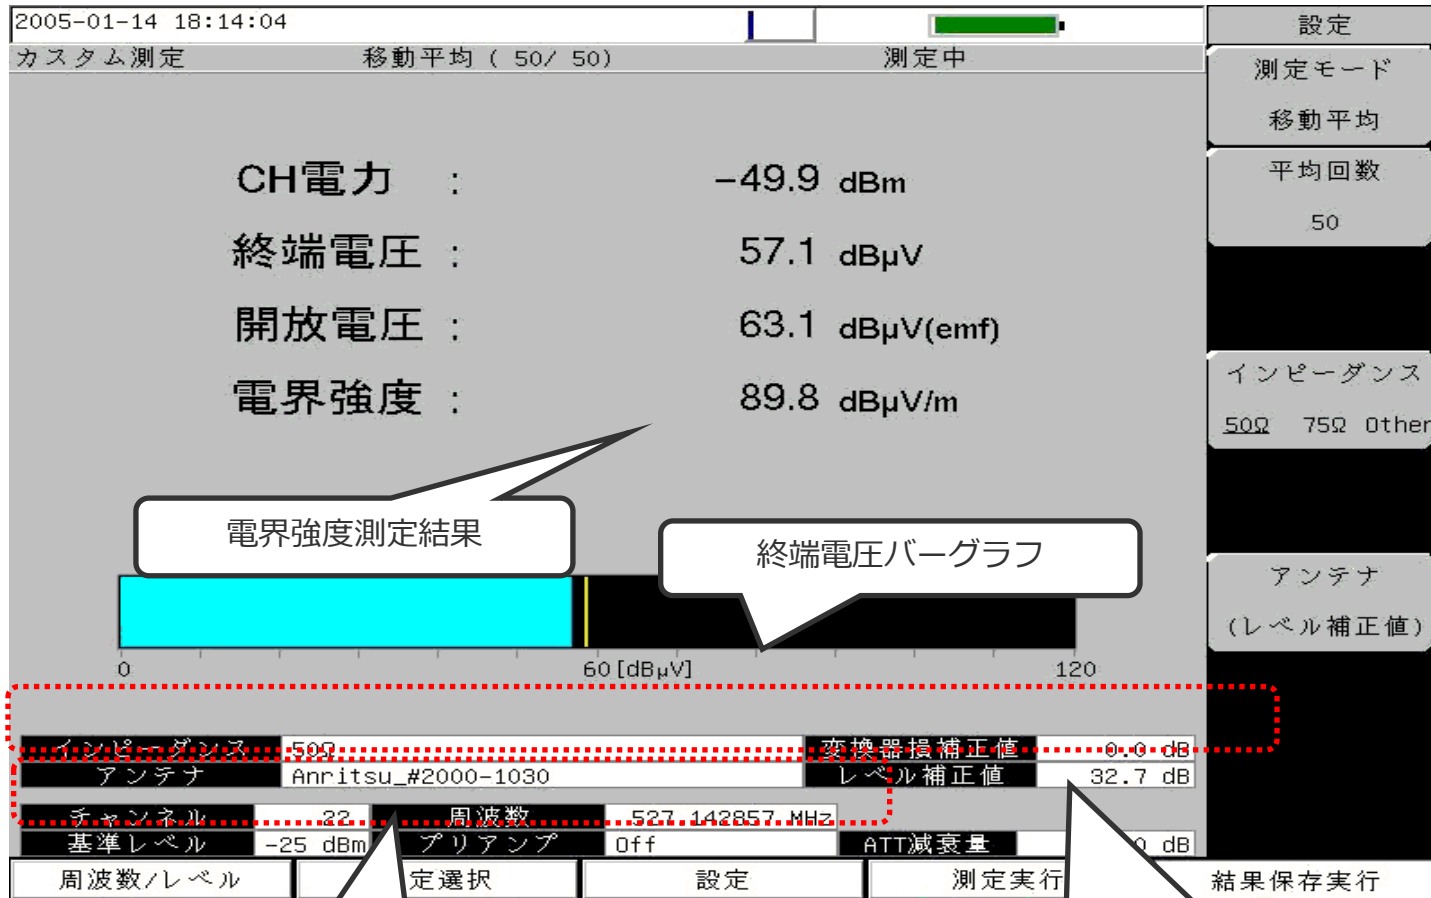 2005-01-14 18:14:04
設定
カスタム測定 移動平均 ( 50/ 50) 測定中
測定モード
移動平均
平均回数
50
CH電力 : -49.9 dBm
終端電圧 : 57.1 dBμV
開放電圧 : 63.1 dBμV(emf)
電界強度 : 89.8 dBμV/m
インピーダンス
50Ω 75Ω Other
電界強度測定結果
終端電圧バーグラフ
アンテナ
(レベル補正値)
0 60[dBμV] 120
インピーダンス 50Ω 変換器損補正値 0.0 dB
アンテナ Anritsu_#2000-1030 レベル補正値 32.7 dB
チャンネル 22 周波数 527.142857 MHz
基準レベル -25 dBm プリアンプ Off ATT減衰量 dB
周波数/レベル 定選択 設定 測定実行 結果保存実行